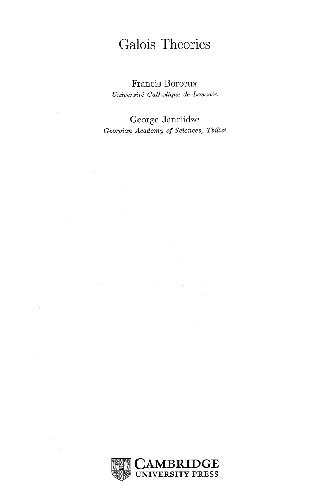 Galois Theories
Francis Borceux
Université Catholique de Louvain
George Janelidze
Georgian Academy of Sciences, Tbilisi
CAMBRIDGE
UNIVERSITY PRESS